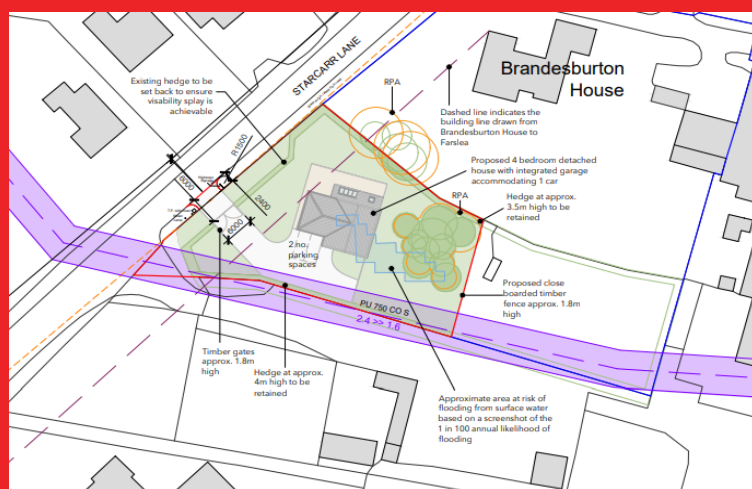 Existing hedge to be
set back to ensure
visability splay is
achievable
STARCARR LANE
RPA
Brandesburton
House
Dashed line indicates the
building line drawn from
Brandesburton House to
Farslea
Proposed 4 bedroom detached
house with integrated garage
accommodating 1 car
RPA
Hedge at approx.
3.5m high to be
retained
R1500
6000
2400
6000
2 no.
parking
spaces
Proposed close
boarded timber
fence approx. 1.8m
high
PU 750 CO S
2.4 >> 1.6
Timber gates
approx. 1.8m
high
Hedge at approx.
4m high to be
retained
Approximate area at risk of
flooding from surface water
based on a screenshot of the
1 in 100 annual likelihood of
flooding